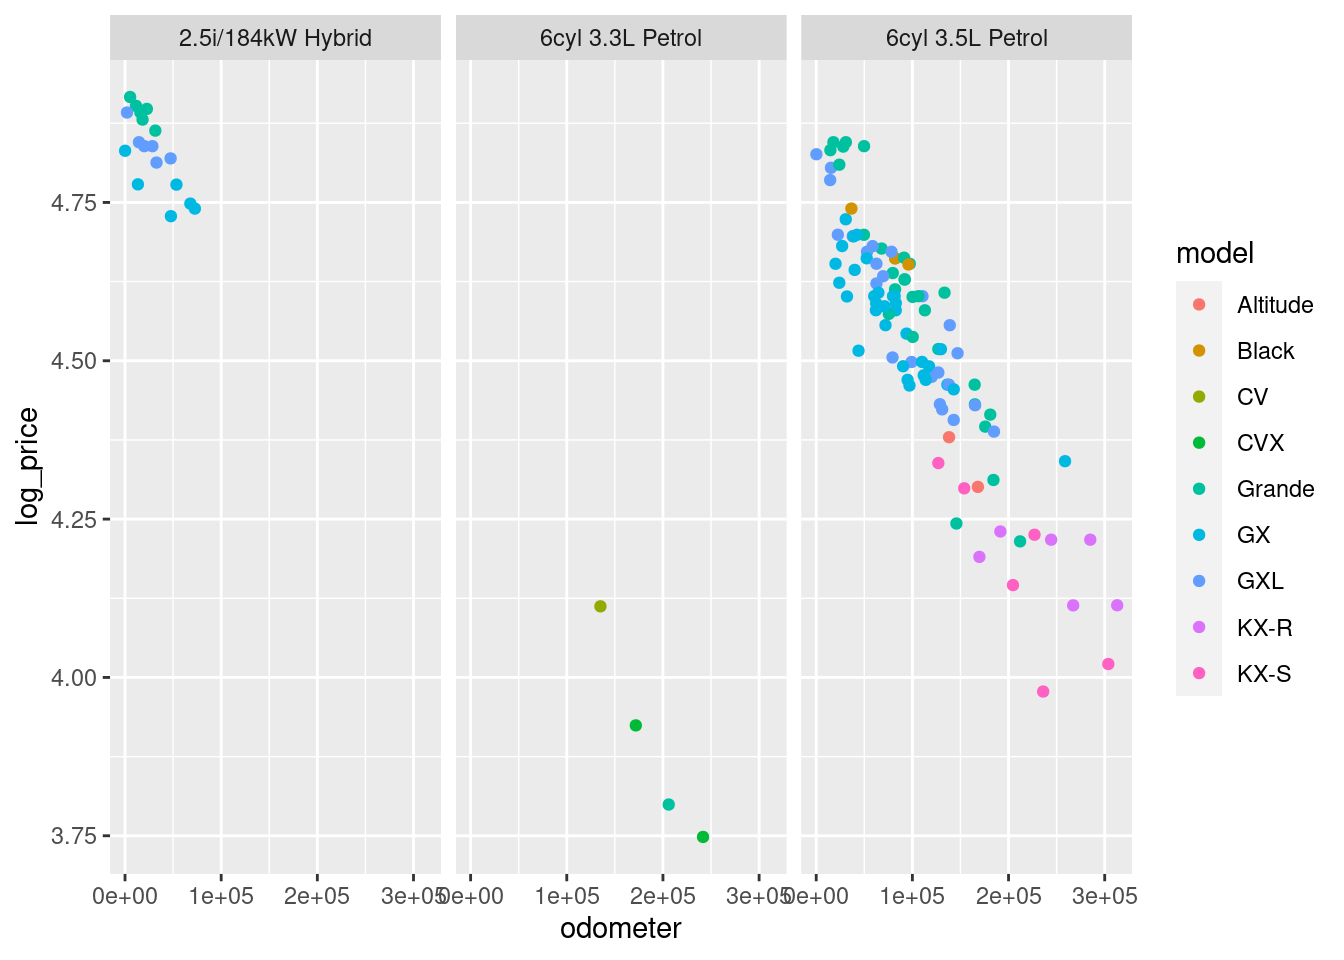 2.5i/184kW Hybrid
6cyl 3.3L Petrol
6cyl 3.5L Petrol
4.75
4.50
4.25
4.00
3.75
log_price
0e+00
1e+05
2e+05
3e+05
0e+00
1e+05
2e+05
3e+05
0e+00
1e+05
2e+05
3e+05
odometer
model
Altitude
Black
CV
CVX
Grande
GX
GXL
KX-R
KX-S